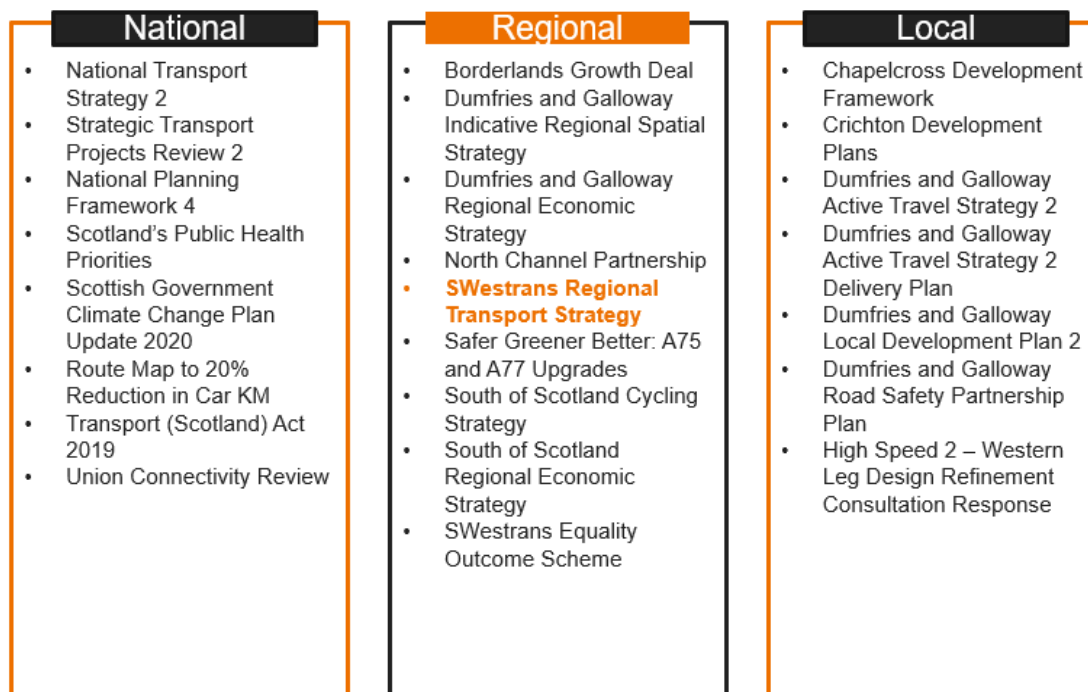 National
• National Transport
Strategy 2
• Strategic Transport
Projects Review 2
• National Planning
Framework 4
• Scotland's Public Health
Priorities
• Scottish Government
Climate Change Plan
Update 2020
• Route Map to 20%
Reduction in Car KM
• Transport (Scotland) Act
2019
• Union Connectivity Review
Regional
• Borderlands Growth Deal
• Dumfries and Galloway
Indicative Regional Spatial
Strategy
• Dumfries and Galloway
Regional Economic
Strategy
• North Channel Partnership
• SWestrans Regional
Transport Strategy
• Safer Greener Better: A75
and A77 Upgrades
• South of Scotland Cycling
Strategy
• South of Scotland
Regional Economic
Strategy
• SWestrans Equality
Outcome Scheme
Local
• Chapelcross Development
Framework
• Crichton Development
Plans
• Dumfries and Galloway
Active Travel Strategy 2
• Dumfries and Galloway
Active Travel Strategy 2
Delivery Plan
• Dumfries and Galloway
Local Development Plan 2
• Dumfries and Galloway
Road Safety Partnership
Plan
• High Speed 2 – Western
Leg Design Refinement
Consultation Response